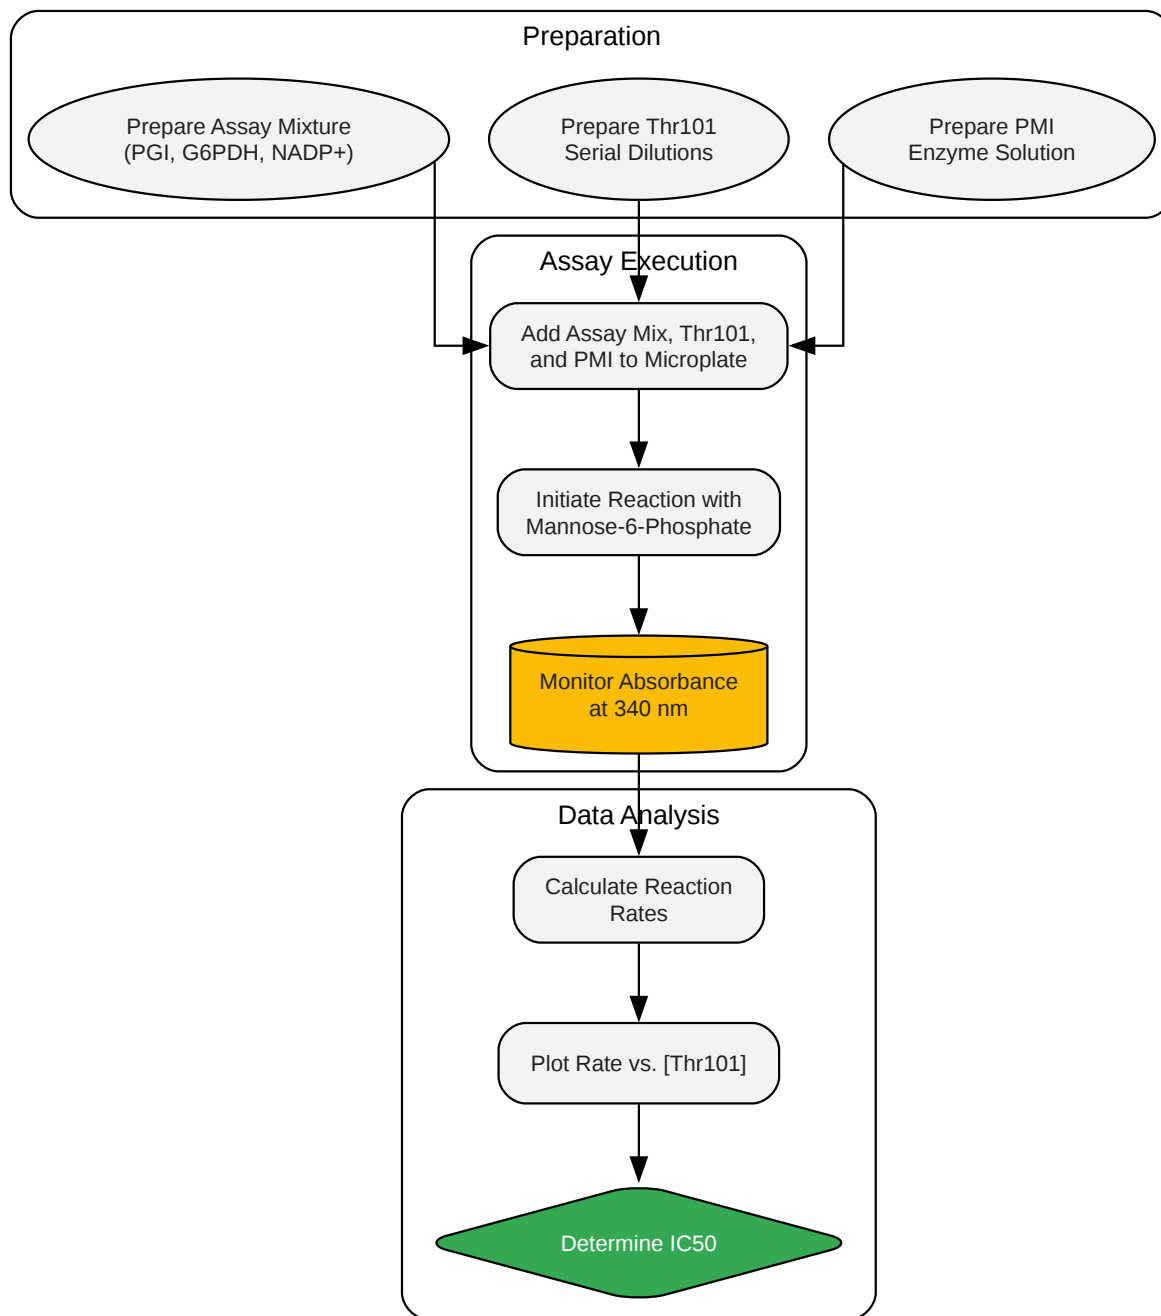 Preparation
Prepare Assay Mixture
(PGI, G6PDH, NADP+)
Prepare Thr101
Serial Dilutions
Prepare PMI
Enzyme Solution
Assay Execution
Add Assay Mix, Thr101,
and PMI to Microplate
Initiate Reaction with
Mannose-6-Phosphate
Monitor Absorbance
at 340 nm
Data Analysis
Calculate Reaction
Rates
Plot Rate vs. [Thr101]
Determine IC50